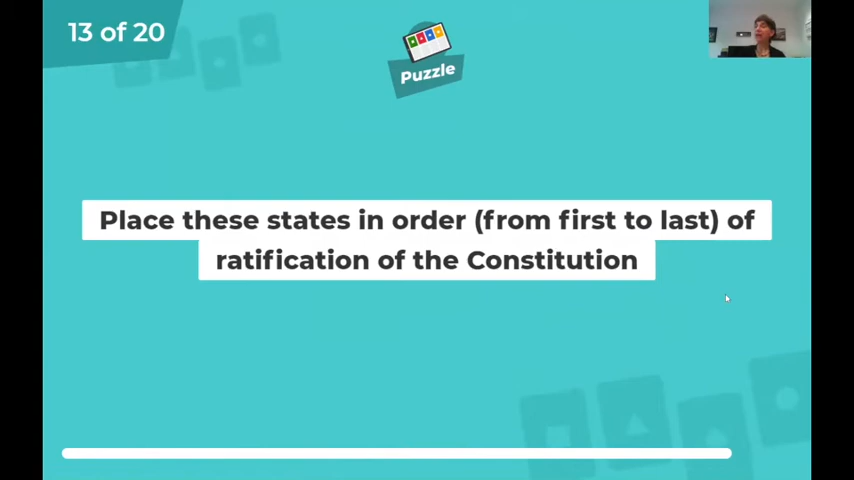 13 of 20
Puzzle
Place these states in order (from first to last) of
ratification of the Constitution